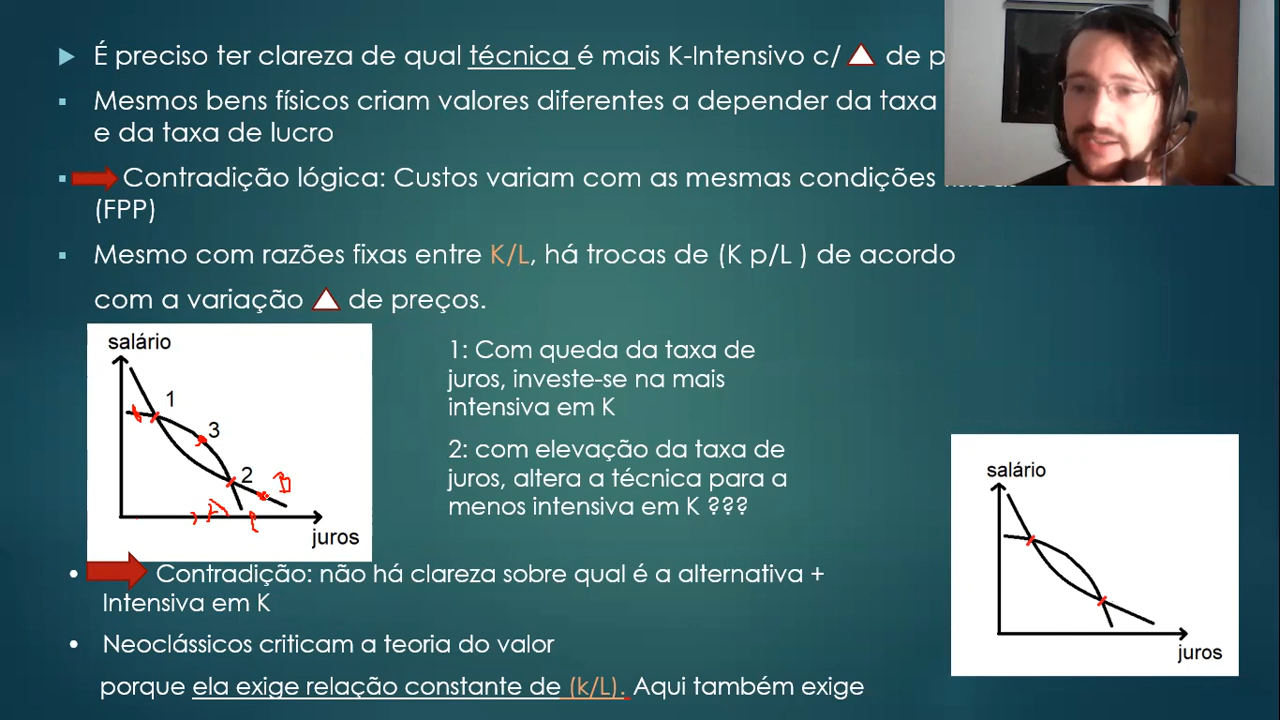 É preciso ter clareza de qual técnica é mais K-Intensivo c/ de p
Mesmos bens físicos criam valores diferentes a depender da taxa
e da taxa de lucro
Contradição lógica: Custos variam com as mesmas condições
(FPP)
Mesmo com razões fixas entre K/L, há trocas de (K p/L ) de acordo
com a variação de preços.
salário
1
3
2
B
A
juros
1: Com queda da taxa de
juros, investe-se na mais
intensiva em K
2: com elevação da taxa de
juros, altera a técnica para a
menos intensiva em K ???
salário
juros
Contradição: não há clareza sobre qual é a alternativa +
Intensiva em K
Neoclássicos criticam a teoria do valor
porque ela exige relação constante de (k/L). Aqui também exige